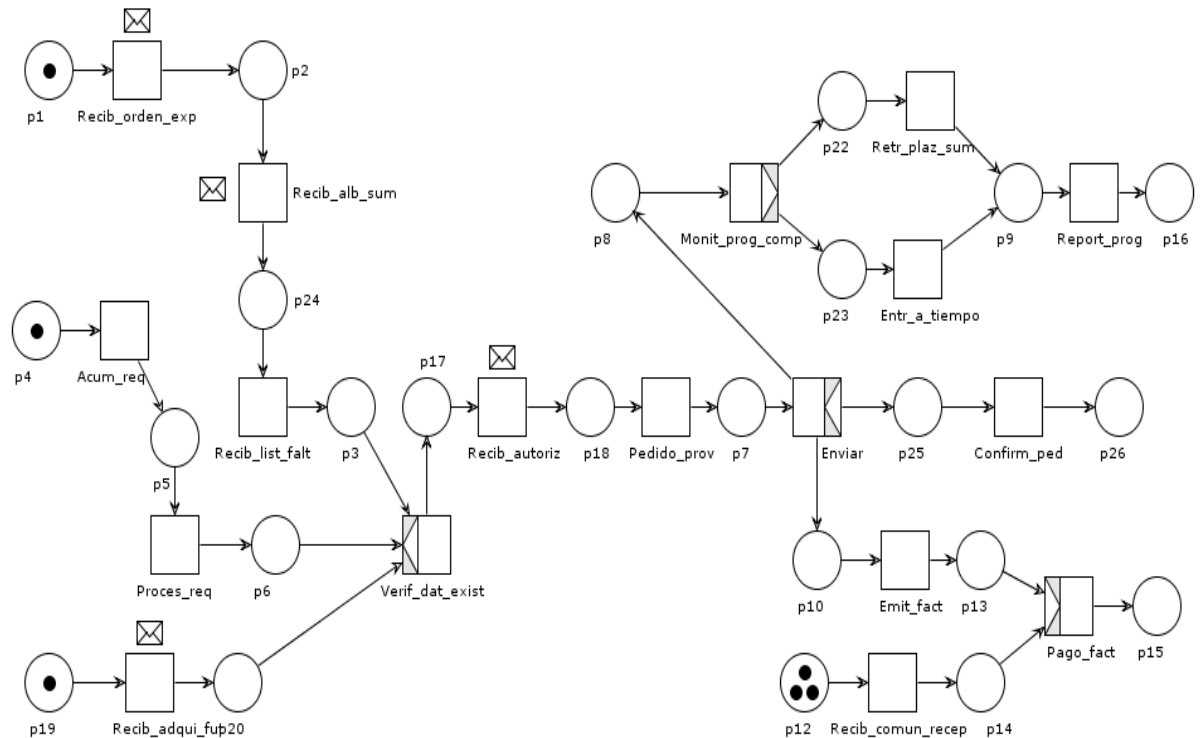 p2
p1
Recib_orden_exp
p22
Retr_plaz_sum
Recib_alb_sum
p8
Monit_prog_comp
p9
Report_prog
p16
p24
p23
Entr_a_tiempo
p17
p4
Acum_req
Recib_list_falt
p3
Recib_autoriz
p18
Pedido_prov
p7
Enviar
p25
Confirm_ped
p26
p5
Proces_req
p6
Verif_dat_exist
p10
Emit_fact
p13
Pago_fact
p15
p19
Recib_adqui_fup20
p12
Recib_comun_recep
p14